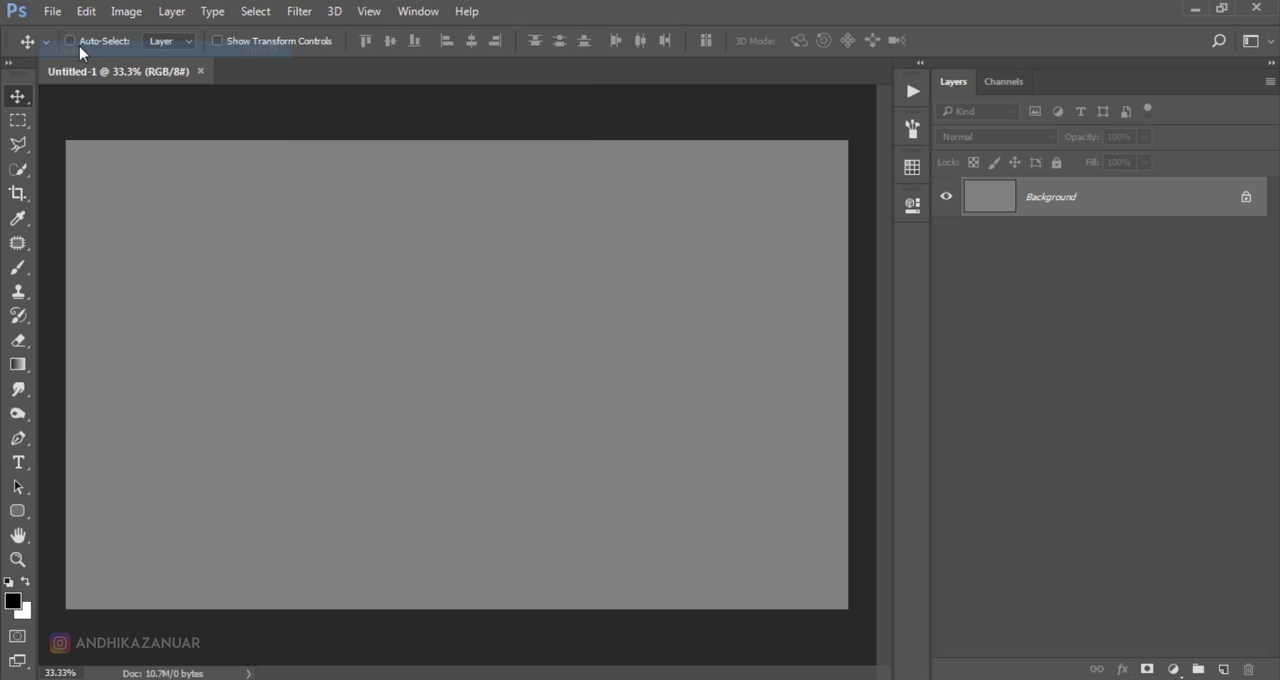 Ps File Edit Image Layer Type Select Filter 3D View Window Help
Auto-Select: Layer Show Transform Controls 3D Mode:
Untitled-1 @ 33.3% (RGB/8#) ×
Layers Channels
Kind
Normal Opacity: 100%
Lock: Fill: 100%
Background
ANDHIKAZANUAR
33.33% Doc: 10.7M/0 bytes